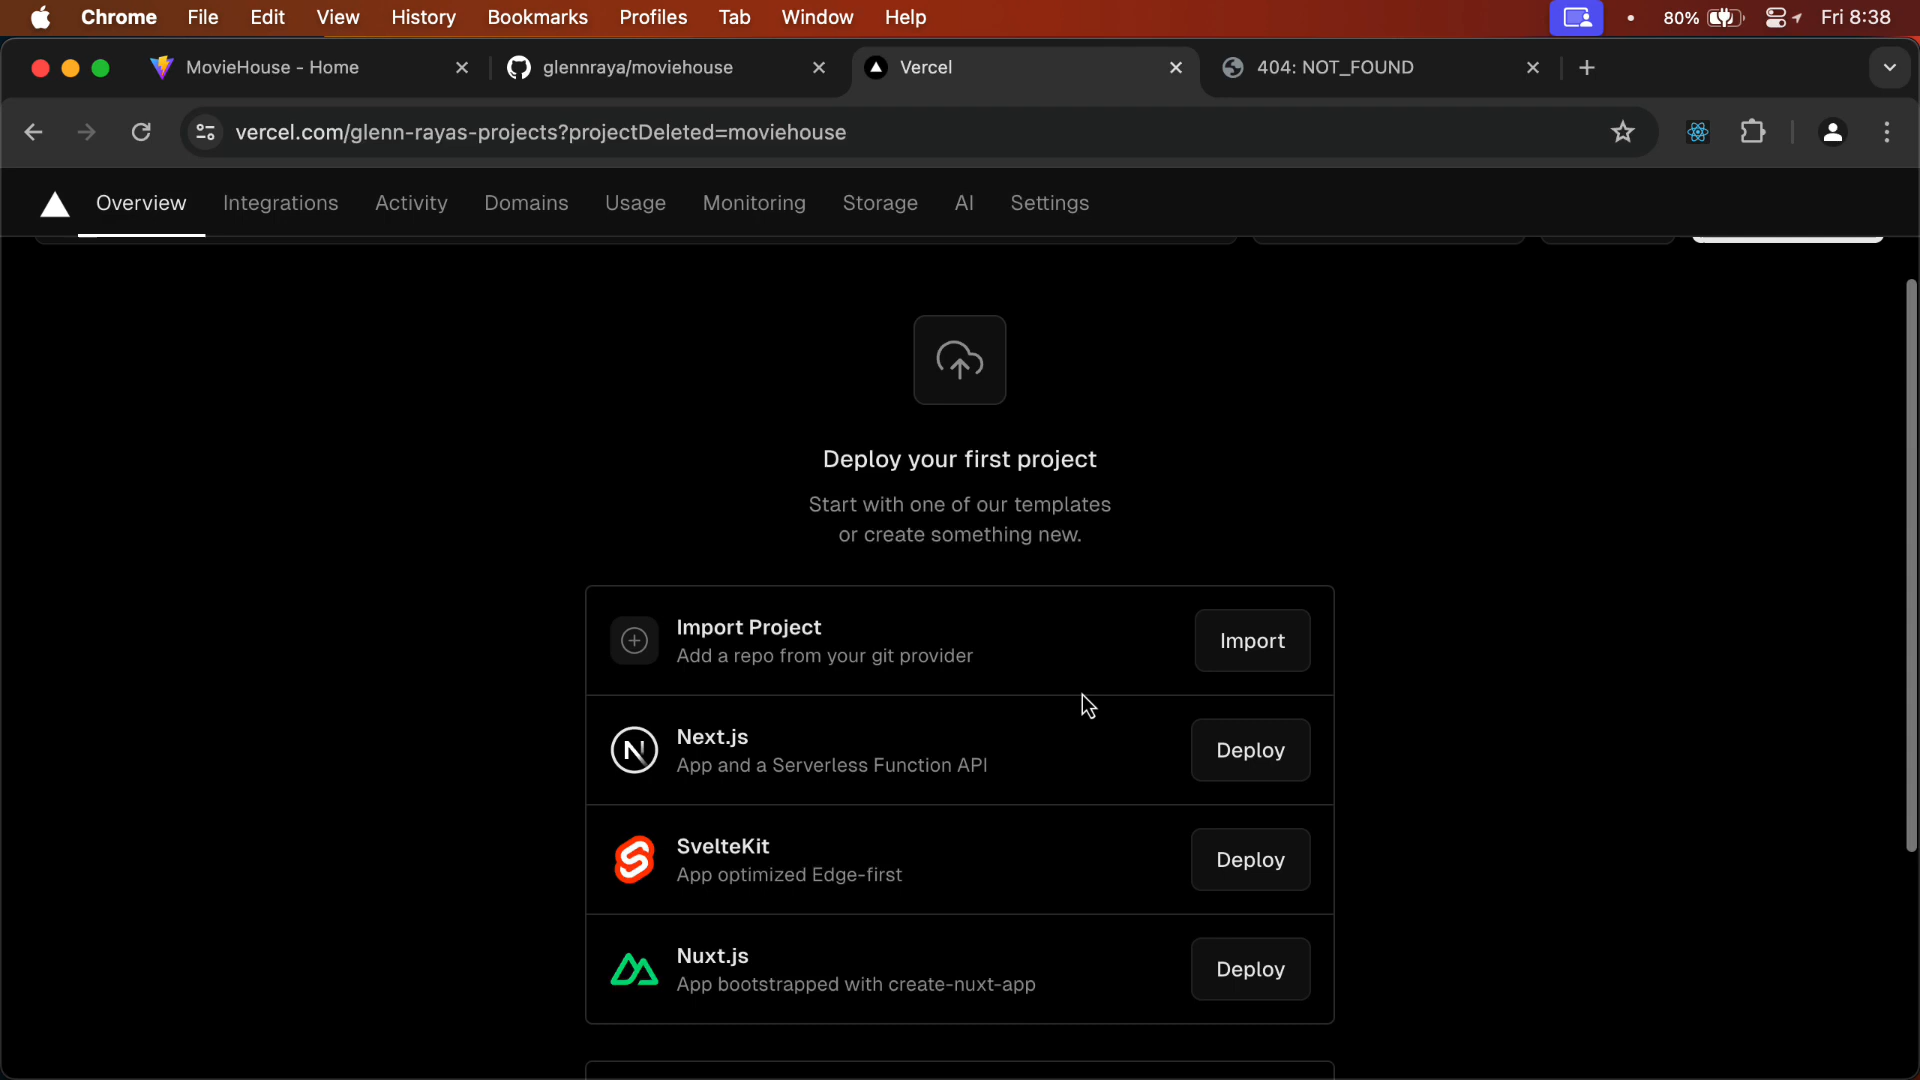 Chrome File Edit View History Bookmarks Profiles Tab Window Help 80% Fri 8:38
MovieHouse - Home glennraya/moviehouse Vercel 404: NOT_FOUND
vercel.com/glenn-rayas-projects?projectDeleted=moviehouse
Overview Integrations Activity Domains Usage Monitoring Storage AI Settings
Deploy your first project
Start with one of our templates
or create something new.
Import Project
Add a repo from your git provider
Import
Next.js
App and a Serverless Function API
Deploy
SvelteKit
App optimized Edge-first
Deploy
Nuxt.js
App bootstrapped with create-nuxt-app
Deploy